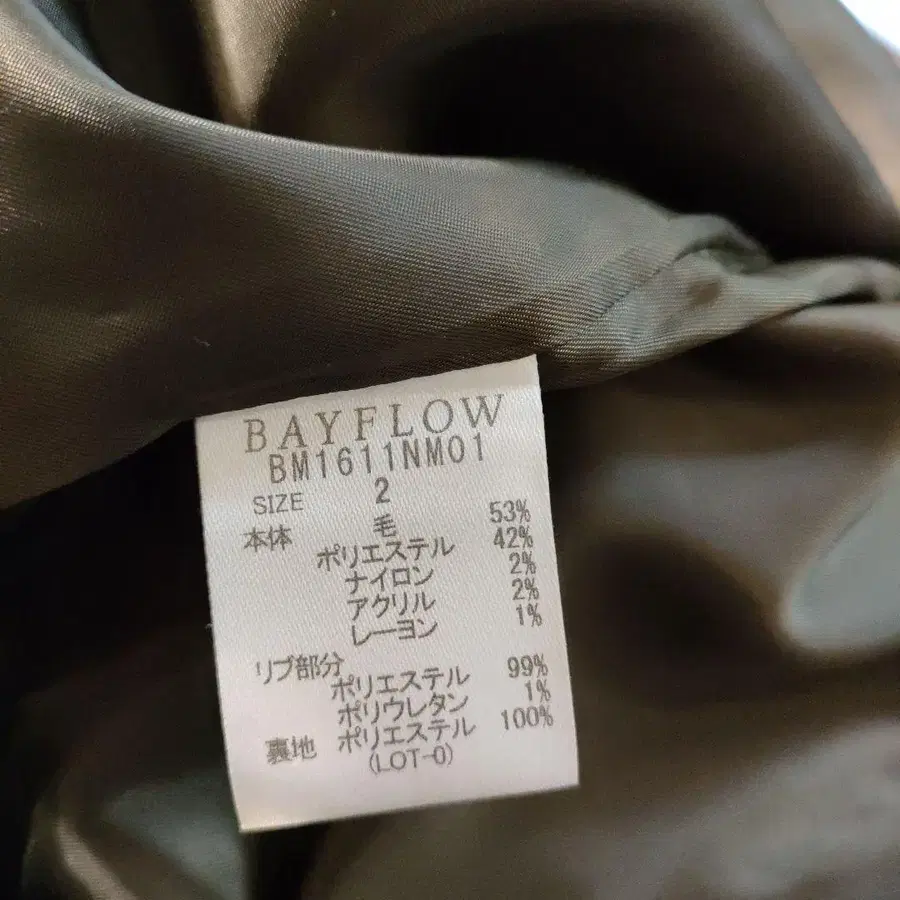 BAYFLOW
BM1611NM01
SIZE 2
本体 毛 53%
ポリエステル 42%
ナイロン 2%
アクリル 2%
レーヨン 1%
リブ部分
ポリエステル 99%
ポリウレタン 1%
裏地 ポリエステル 100%
(LOT-0)